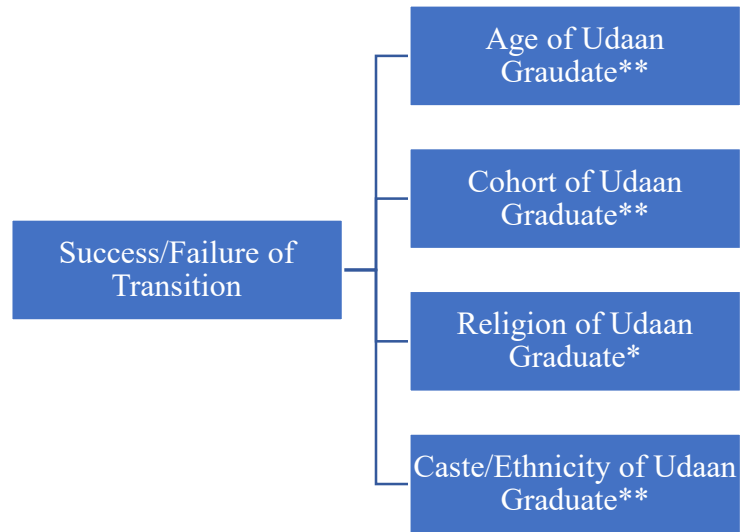 Age of Udaan
Graudate**
Cohort of Udaan
Graduate**
Success/Failure of
Transition
Religion of Udaan
Graduate*
Caste/Ethnicity of Udaan
Graduate**